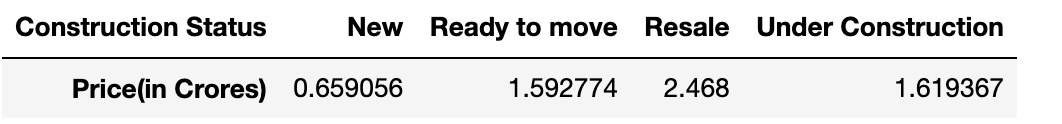 Construction Status New Ready to move Resale Under Construction
Price(in Crores) 0.659056 1.592774 2.468 1.619367